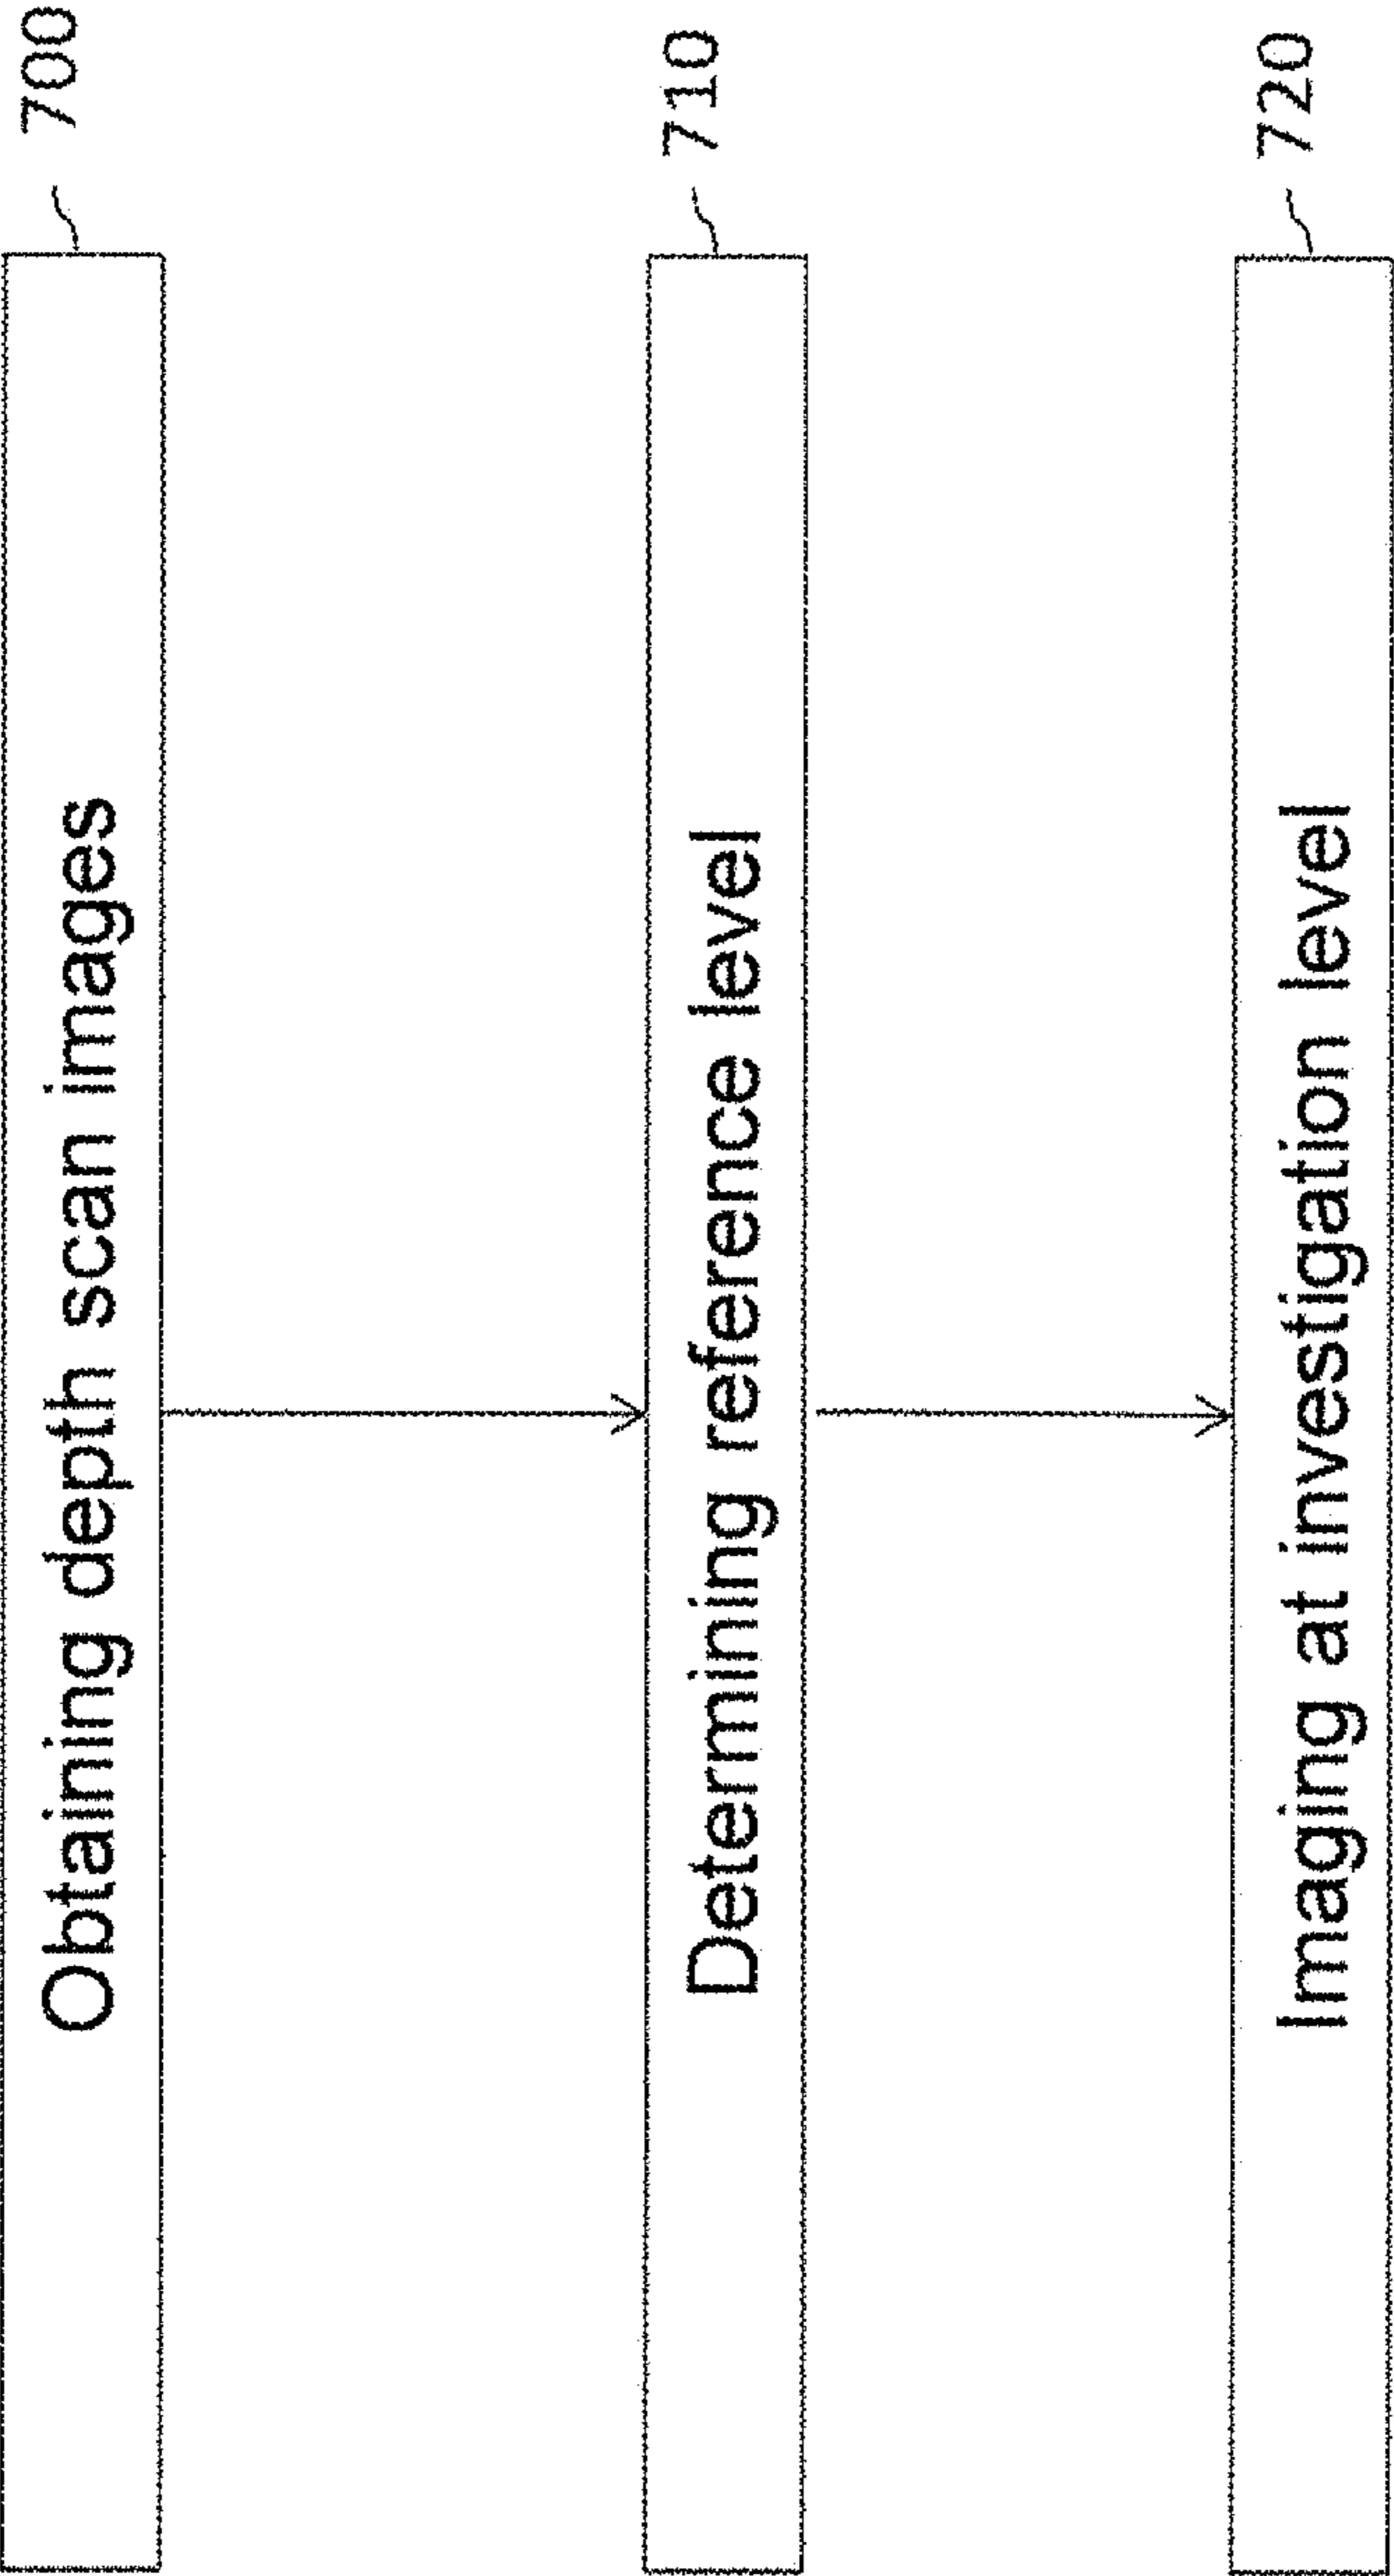 Obtaining depth scan images
700
Determining reference level
710
Imaging at investigation level
720